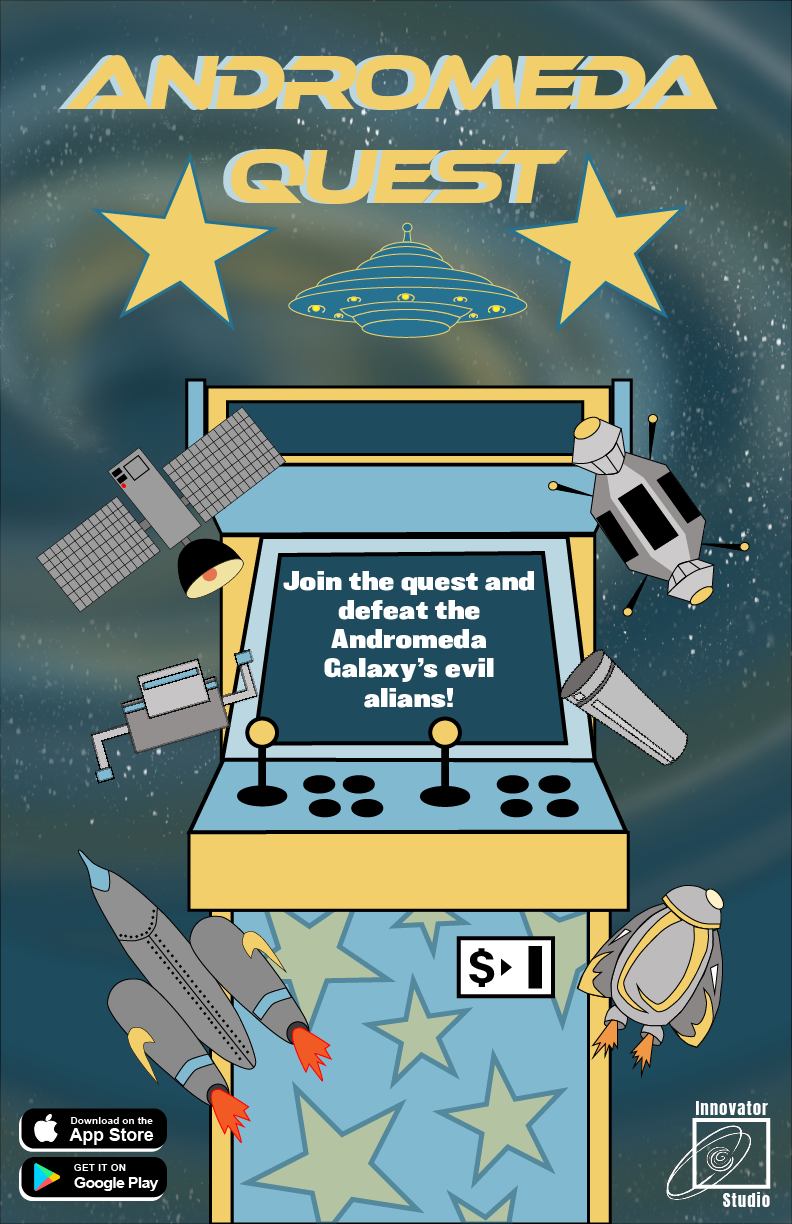 ANDROMEDA
QUEST
Join the quest and
defeat the
Andromeda
Galaxy's evil
alians!
$
Innovator
Studio
Download on the
App Store
GET IT ON
Google Play